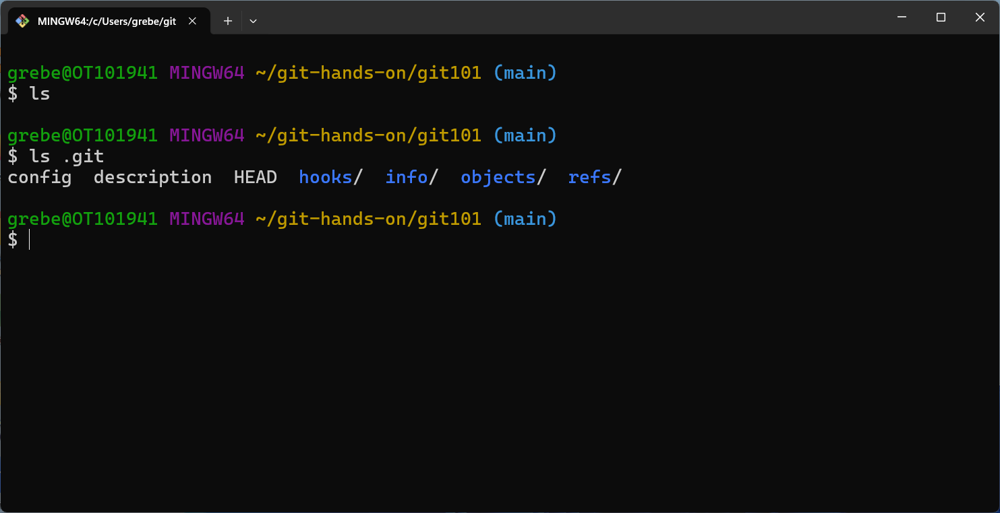 MINGW64:/c/Users/grebe/git
grebe@OT101941 MINGW64 ~/git-hands-on/git101 (main)
$ ls
grebe@OT101941 MINGW64 ~/git-hands-on/git101 (main)
$ ls .git
config  description  HEAD  hooks/  info/  objects/  refs/
grebe@OT101941 MINGW64 ~/git-hands-on/git101 (main)
$